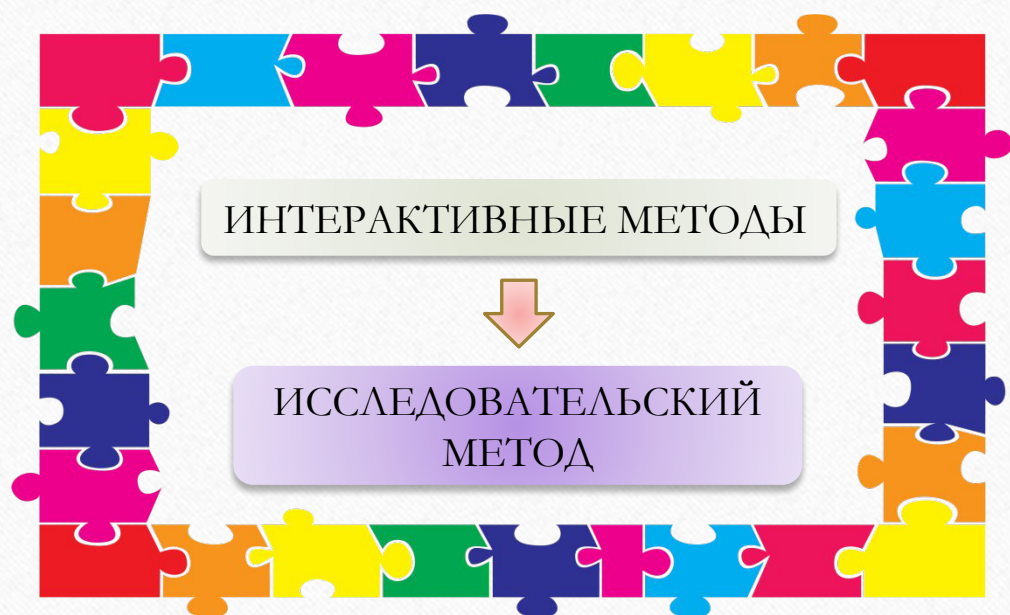 ИНТЕРАКТИВНЫЕ МЕТОДЫ
ИССЛЕДОВАТЕЛЬСКИЙ
МЕТОД